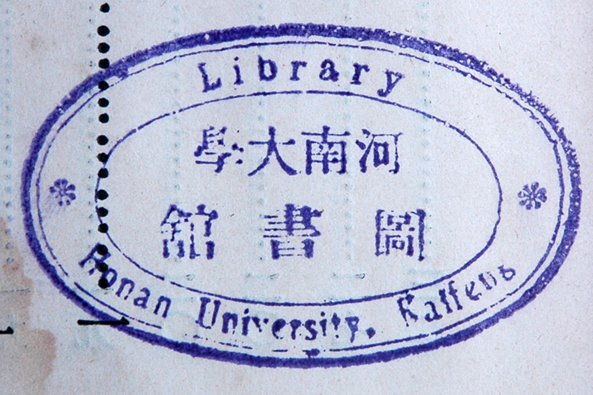 Library
河南大學
圖書館
Honan University, Kaifeng